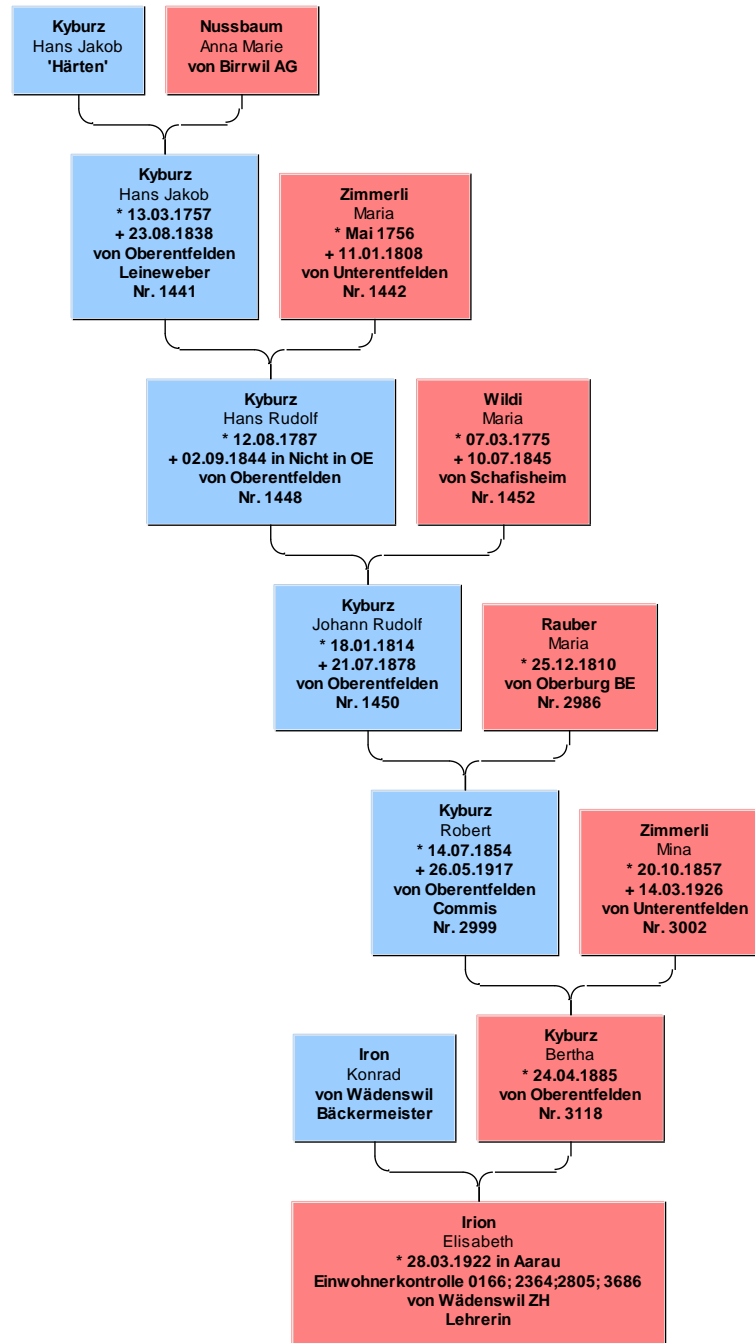 Kyburz
Hans Jakob
'Härten'
Nussbaum
Anna Marie
von Birrwil AG
Kyburz
Hans Jakob
* 13.03.1757
+ 23.08.1838
von Oberentfelden
Leineweber
Nr. 1441
Zimmerli
Maria
* Mai 1756
+ 11.01.1808
von Unterentfelden
Nr. 1442
Kyburz
Hans Rudolf
* 12.08.1787
+ 02.09.1844 in Nicht in OE
von Oberentfelden
Nr. 1448
Wildi
Maria
* 07.03.1775
+ 10.07.1845
von Schafisheim
Nr. 1452
Kyburz
Johann Rudolf
* 18.01.1814
+ 21.07.1878
von Oberentfelden
Nr. 1450
Rauber
Maria
* 25.12.1810
von Oberburg BE
Nr. 2986
Kyburz
Robert
* 14.07.1854
+ 26.05.1917
von Oberentfelden
Commis
Nr. 2999
Zimmerli
Mina
* 20.10.1857
+ 14.03.1926
von Unterentfelden
Nr. 3002
Iron
Konrad
von Wädenswil
Bäckermeister
Kyburz
Bertha
* 24.04.1885
von Oberentfelden
Nr. 3118
Irion
Elisabeth
* 28.03.1922 in Aarau
Einwohnerkontrolle 0166; 2364;2805; 3686
von Wädenswil ZH
Lehrerin